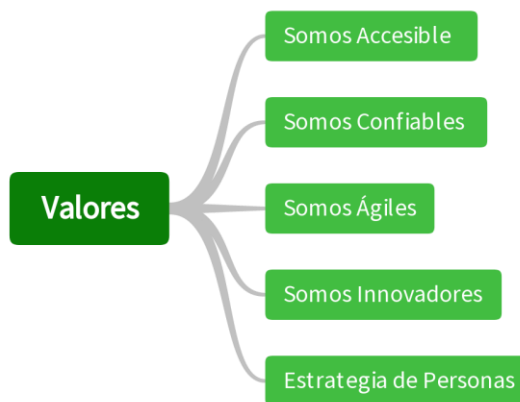 Somos Accesible
Somos Confiables
Valores
Somos Ágiles
Somos Innovadores
Estrategia de Personas